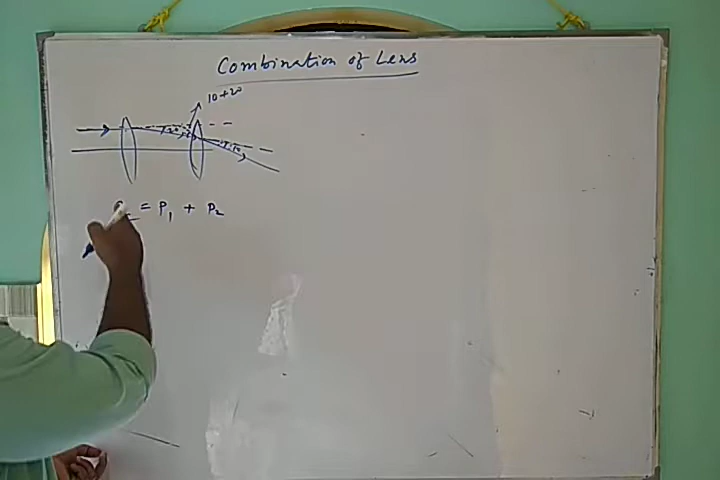 Combination of Lens
10+20
= P₁ + P₂